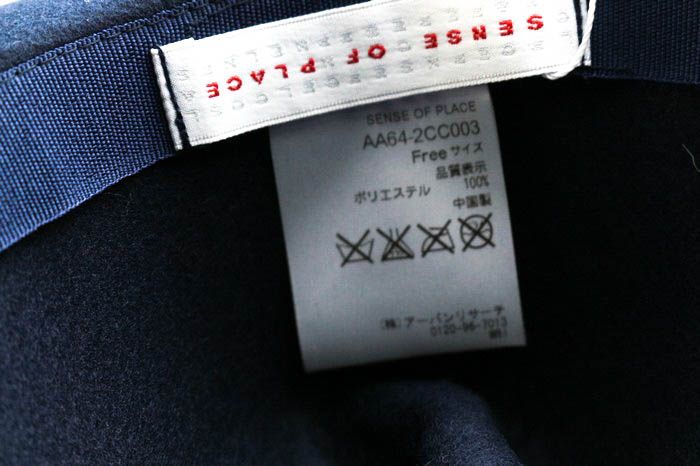 SENSE OF PLACE
SENSE OF PLACE
AA64-2CC003
Freeサイズ
品質表示
ポリエステル 100%
中国製
(株)アーバンリサーチ
0120-96-7013